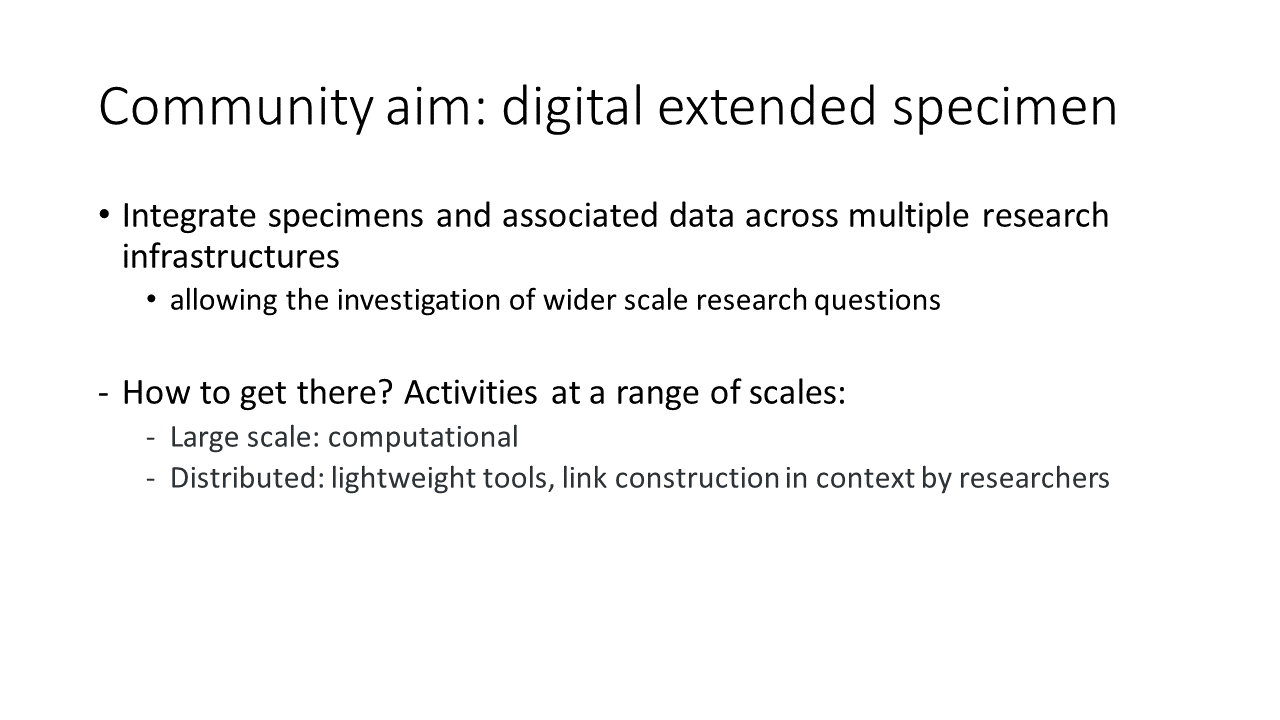 Community aim: digital extended specimen
• Integrate specimens and associated data across multiple research
infrastructures
• allowing the investigation of wider scale research questions
- How to get there? Activities at a range of scales:
- Large scale: computational
- Distributed: lightweight tools, link construction in context by researchers